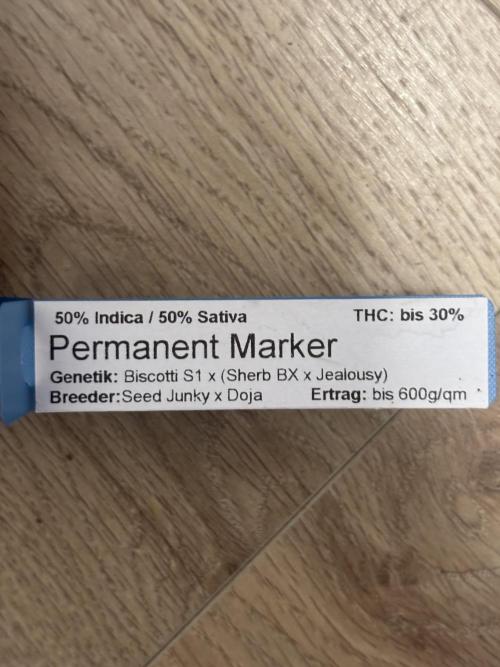 50% Indica / 50% Sativa THC: bis 30%
Permanent Marker
Genetik: Biscotti S1 x (Sherb BX x Jealousy)
Breeder:Seed Junky x Doja Ertrag: bis 600g/qm